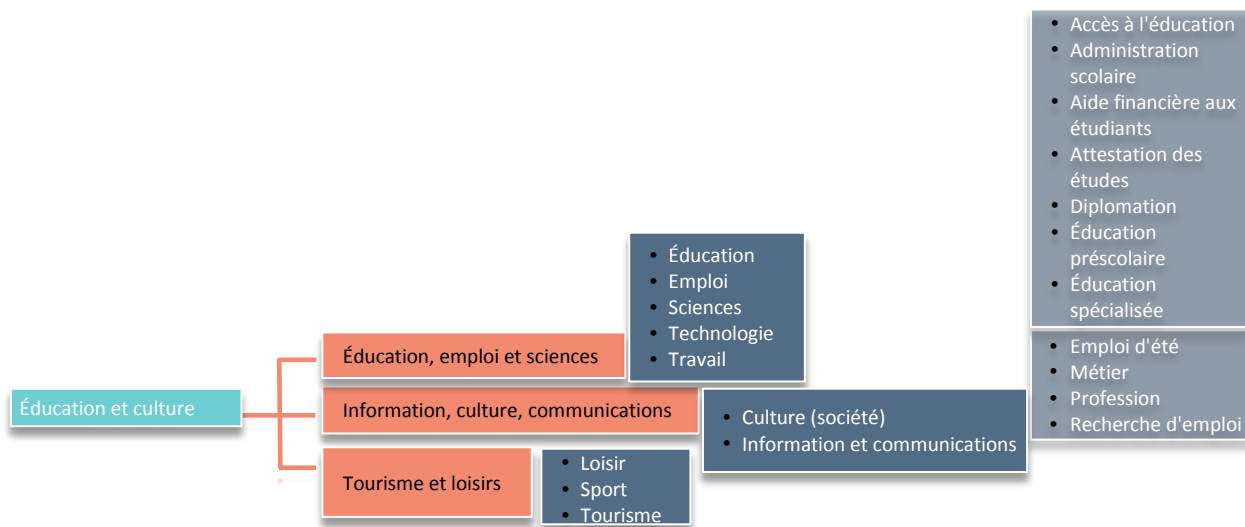 Éducation et culture
Éducation, emploi et sciences
Information, culture, communications
Tourisme et loisirs
• Éducation
• Emploi
• Sciences
• Technologie
• Travail
• Culture (société)
• Information et communications
• Loisir
• Sport
• Tourisme
• Accès à l'éducation
• Administration
scolaire
• Aide financière aux
étudiants
• Attestation des
études
• Diplomation
• Éducation
préscolaire
• Éducation
spécialisée
• Emploi d'été
• Métier
• Profession
• Recherche d'emploi